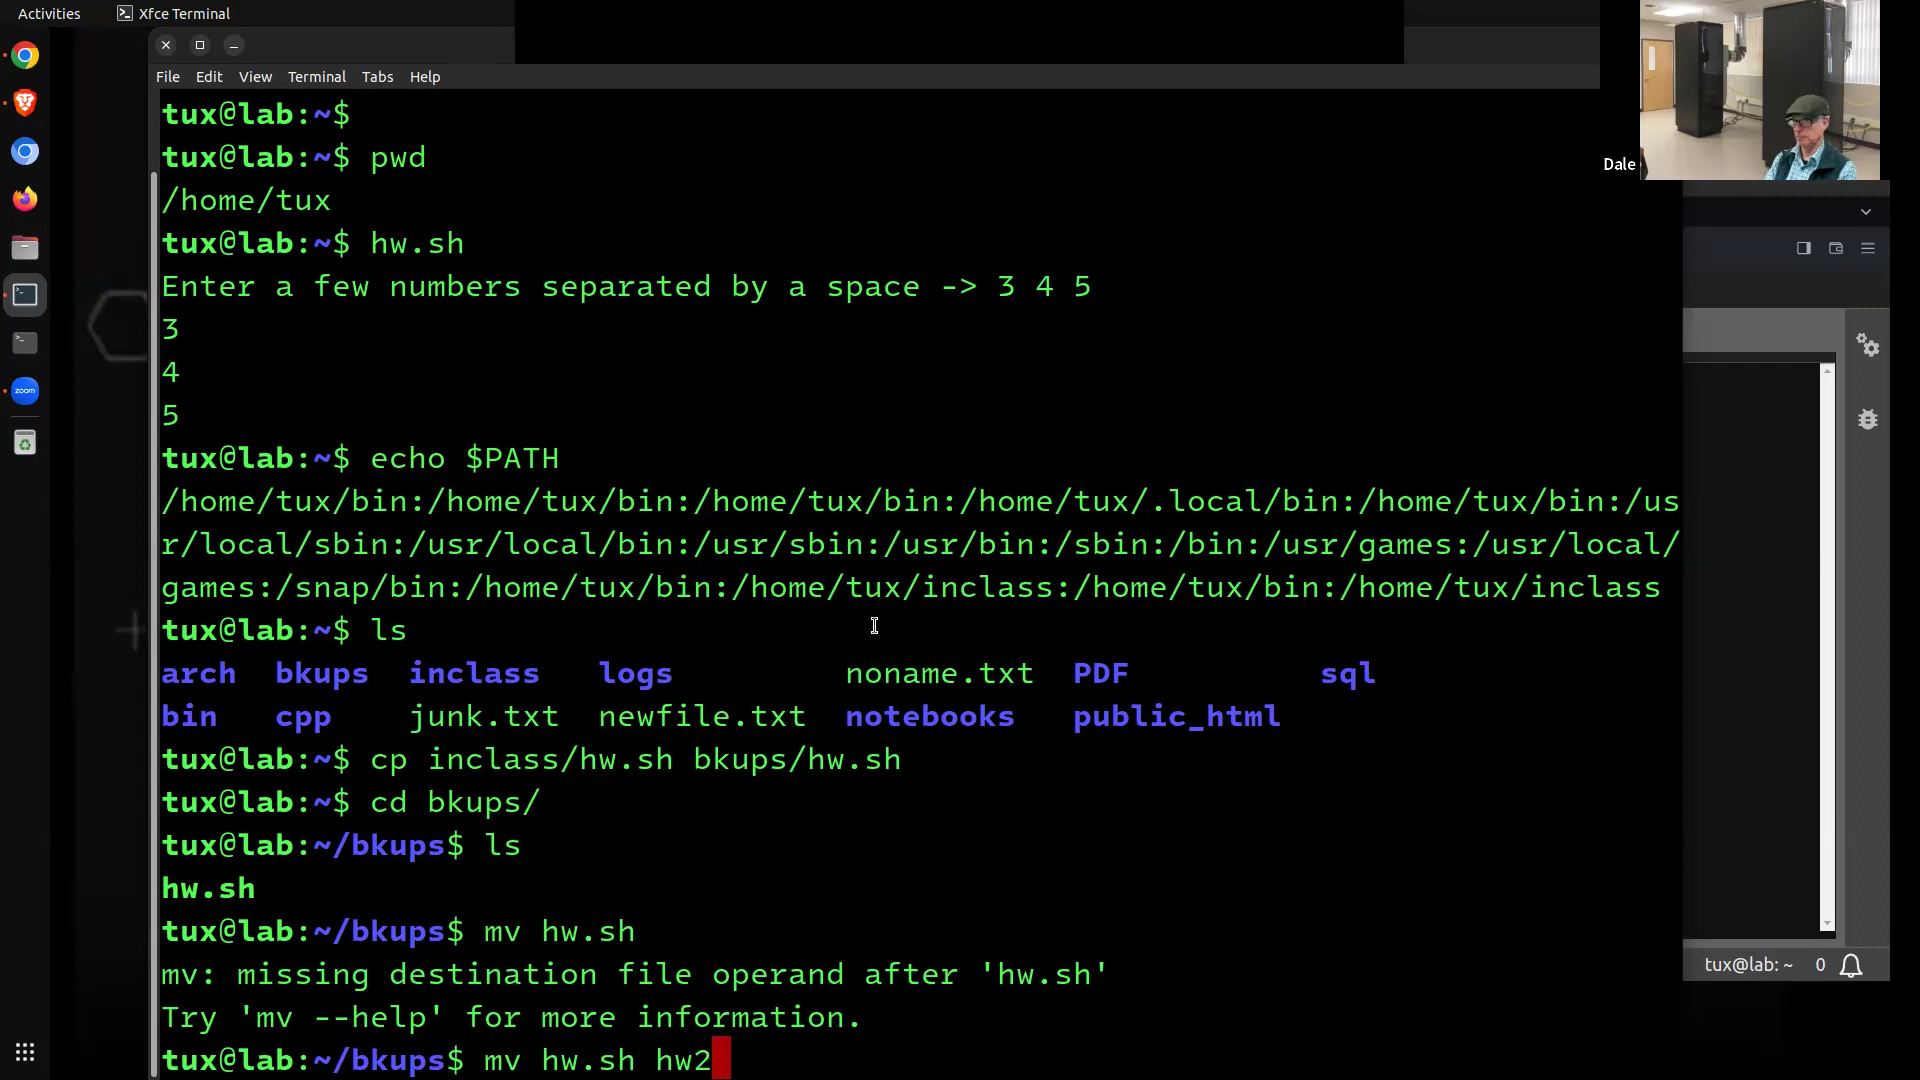 Activities
Xfce Terminal
File Edit View Terminal Tabs Help
tux@lab:~$
tux@lab:~$ pwd
/home/tux
tux@lab:~$ hw.sh
Enter a few numbers separated by a space -> 3 4 5
3
4
5
tux@lab:~$ echo $PATH
/home/tux/bin:/home/tux/bin:/home/tux/bin:/home/tux/.local/bin:/home/tux/bin:/us
r/local/sbin:/usr/local/bin:/usr/sbin:/usr/bin:/sbin:/bin:/usr/games:/usr/local/
games:/snap/bin:/home/tux/bin:/home/tux/inclass:/home/tux/bin:/home/tux/inclass
tux@lab:~$ ls
arch bkups inclass logs noname.txt PDF sql
bin cpp junk.txt newfile.txt notebooks public_html
tux@lab:~$ cp inclass/hw.sh bkups/hw.sh
tux@lab:~$ cd bkups/
tux@lab:~/bkups$ ls
hw.sh
tux@lab:~/bkups$ mv hw.sh
mv: missing destination file operand after 'hw.sh'
Try 'mv --help' for more information.
tux@lab:~/bkups$ mv hw.sh hw2
Dale
zoom
tux@lab: ~ 0